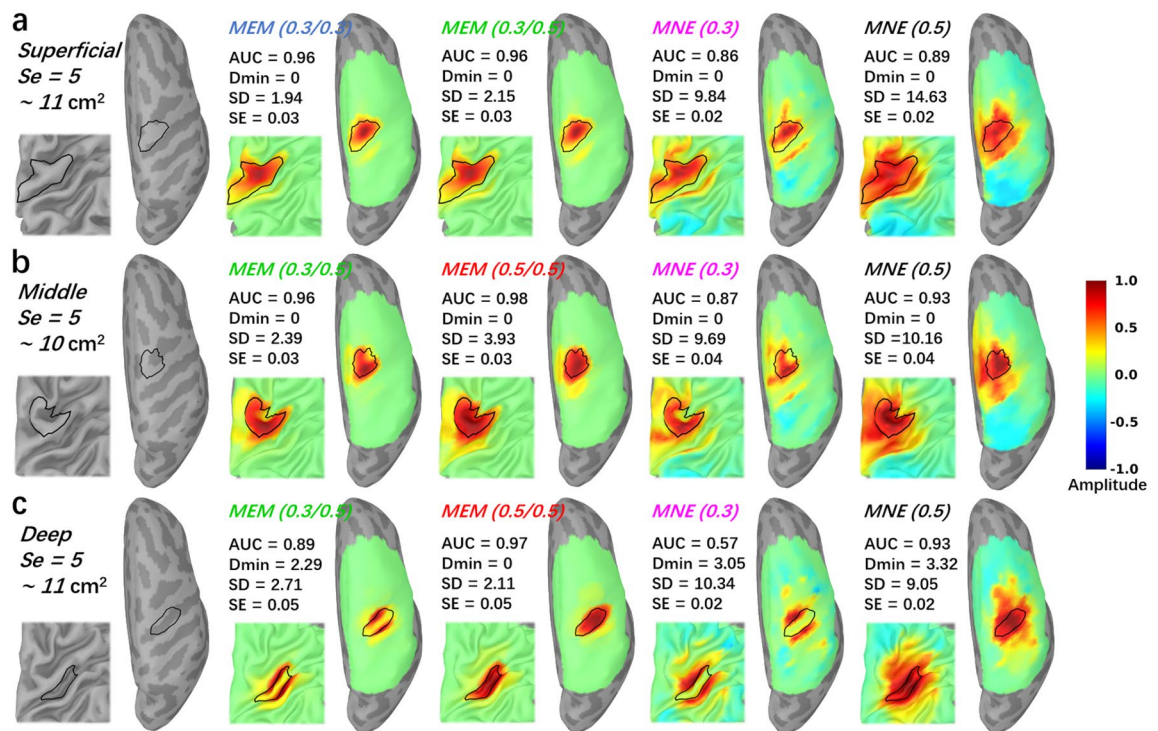 a
Superficial
Se = 5
~ 11 cm²
MEM (0.3/0.3)
AUC = 0.96
Dmin = 0
SD = 1.94
SE = 0.03
MEM (0.3/0.5)
AUC = 0.96
Dmin = 0
SD = 2.15
SE = 0.03
MNE (0.3)
AUC = 0.86
Dmin = 0
SD = 9.84
SE = 0.02
MNE (0.5)
AUC = 0.89
Dmin = 0
SD = 14.63
SE = 0.02
b
Middle
Se = 5
~ 10 cm²
MEM (0.3/0.5)
AUC = 0.96
Dmin = 0
SD = 2.39
SE = 0.03
MEM (0.5/0.5)
AUC = 0.98
Dmin = 0
SD = 3.93
SE = 0.03
MNE (0.3)
AUC = 0.87
Dmin = 0
SD = 9.69
SE = 0.04
MNE (0.5)
AUC = 0.93
Dmin = 0
SD =10.16
SE = 0.04
1.0
0.5
0.0
-0.5
-1.0
Amplitude
c
Deep
Se = 5
~ 11 cm²
MEM (0.3/0.5)
AUC = 0.89
Dmin = 2.29
SD = 2.71
SE = 0.05
MEM (0.5/0.5)
AUC = 0.97
Dmin = 0
SD = 2.11
SE = 0.05
MNE (0.3)
AUC = 0.57
Dmin = 3.05
SD = 10.34
SE = 0.02
MNE (0.5)
AUC = 0.93
Dmin = 3.32
SD = 9.05
SE = 0.02